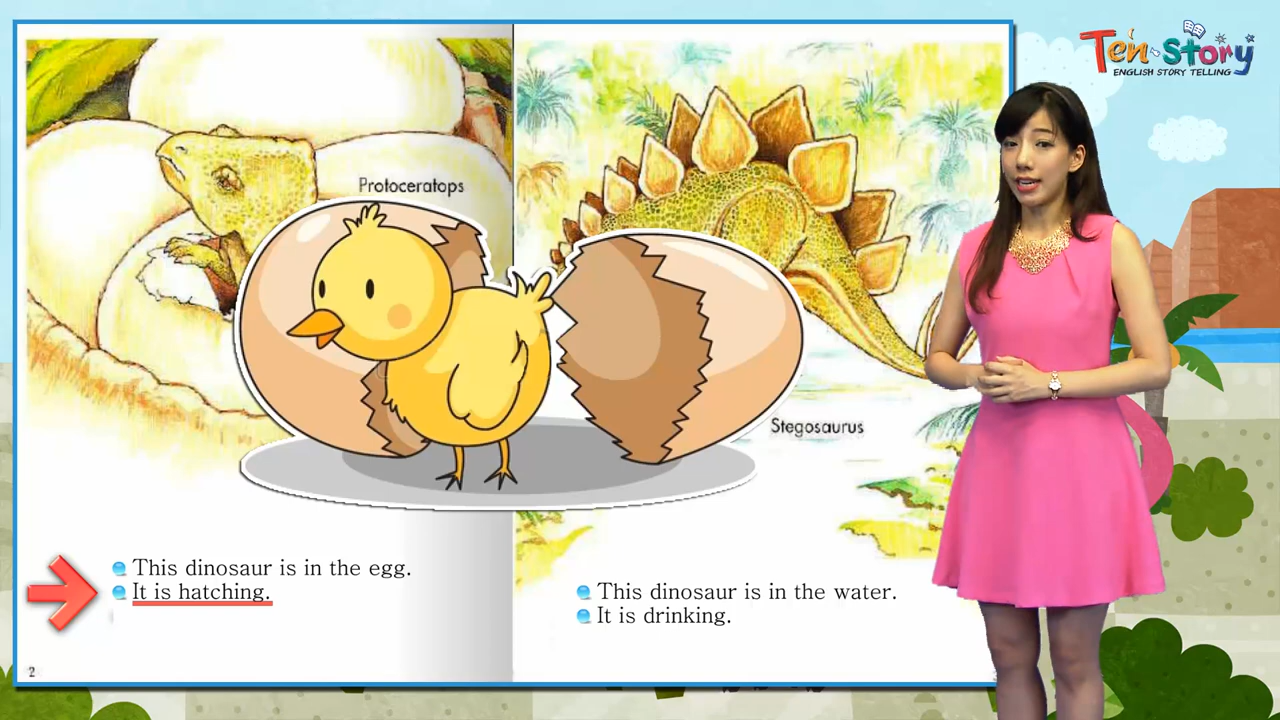 Ten Story
ENGLISH STORY TELLING
Protoceratops
Stegosaurus
This dinosaur is in the egg.
It is hatching.
This dinosaur is in the water.
It is drinking.
2